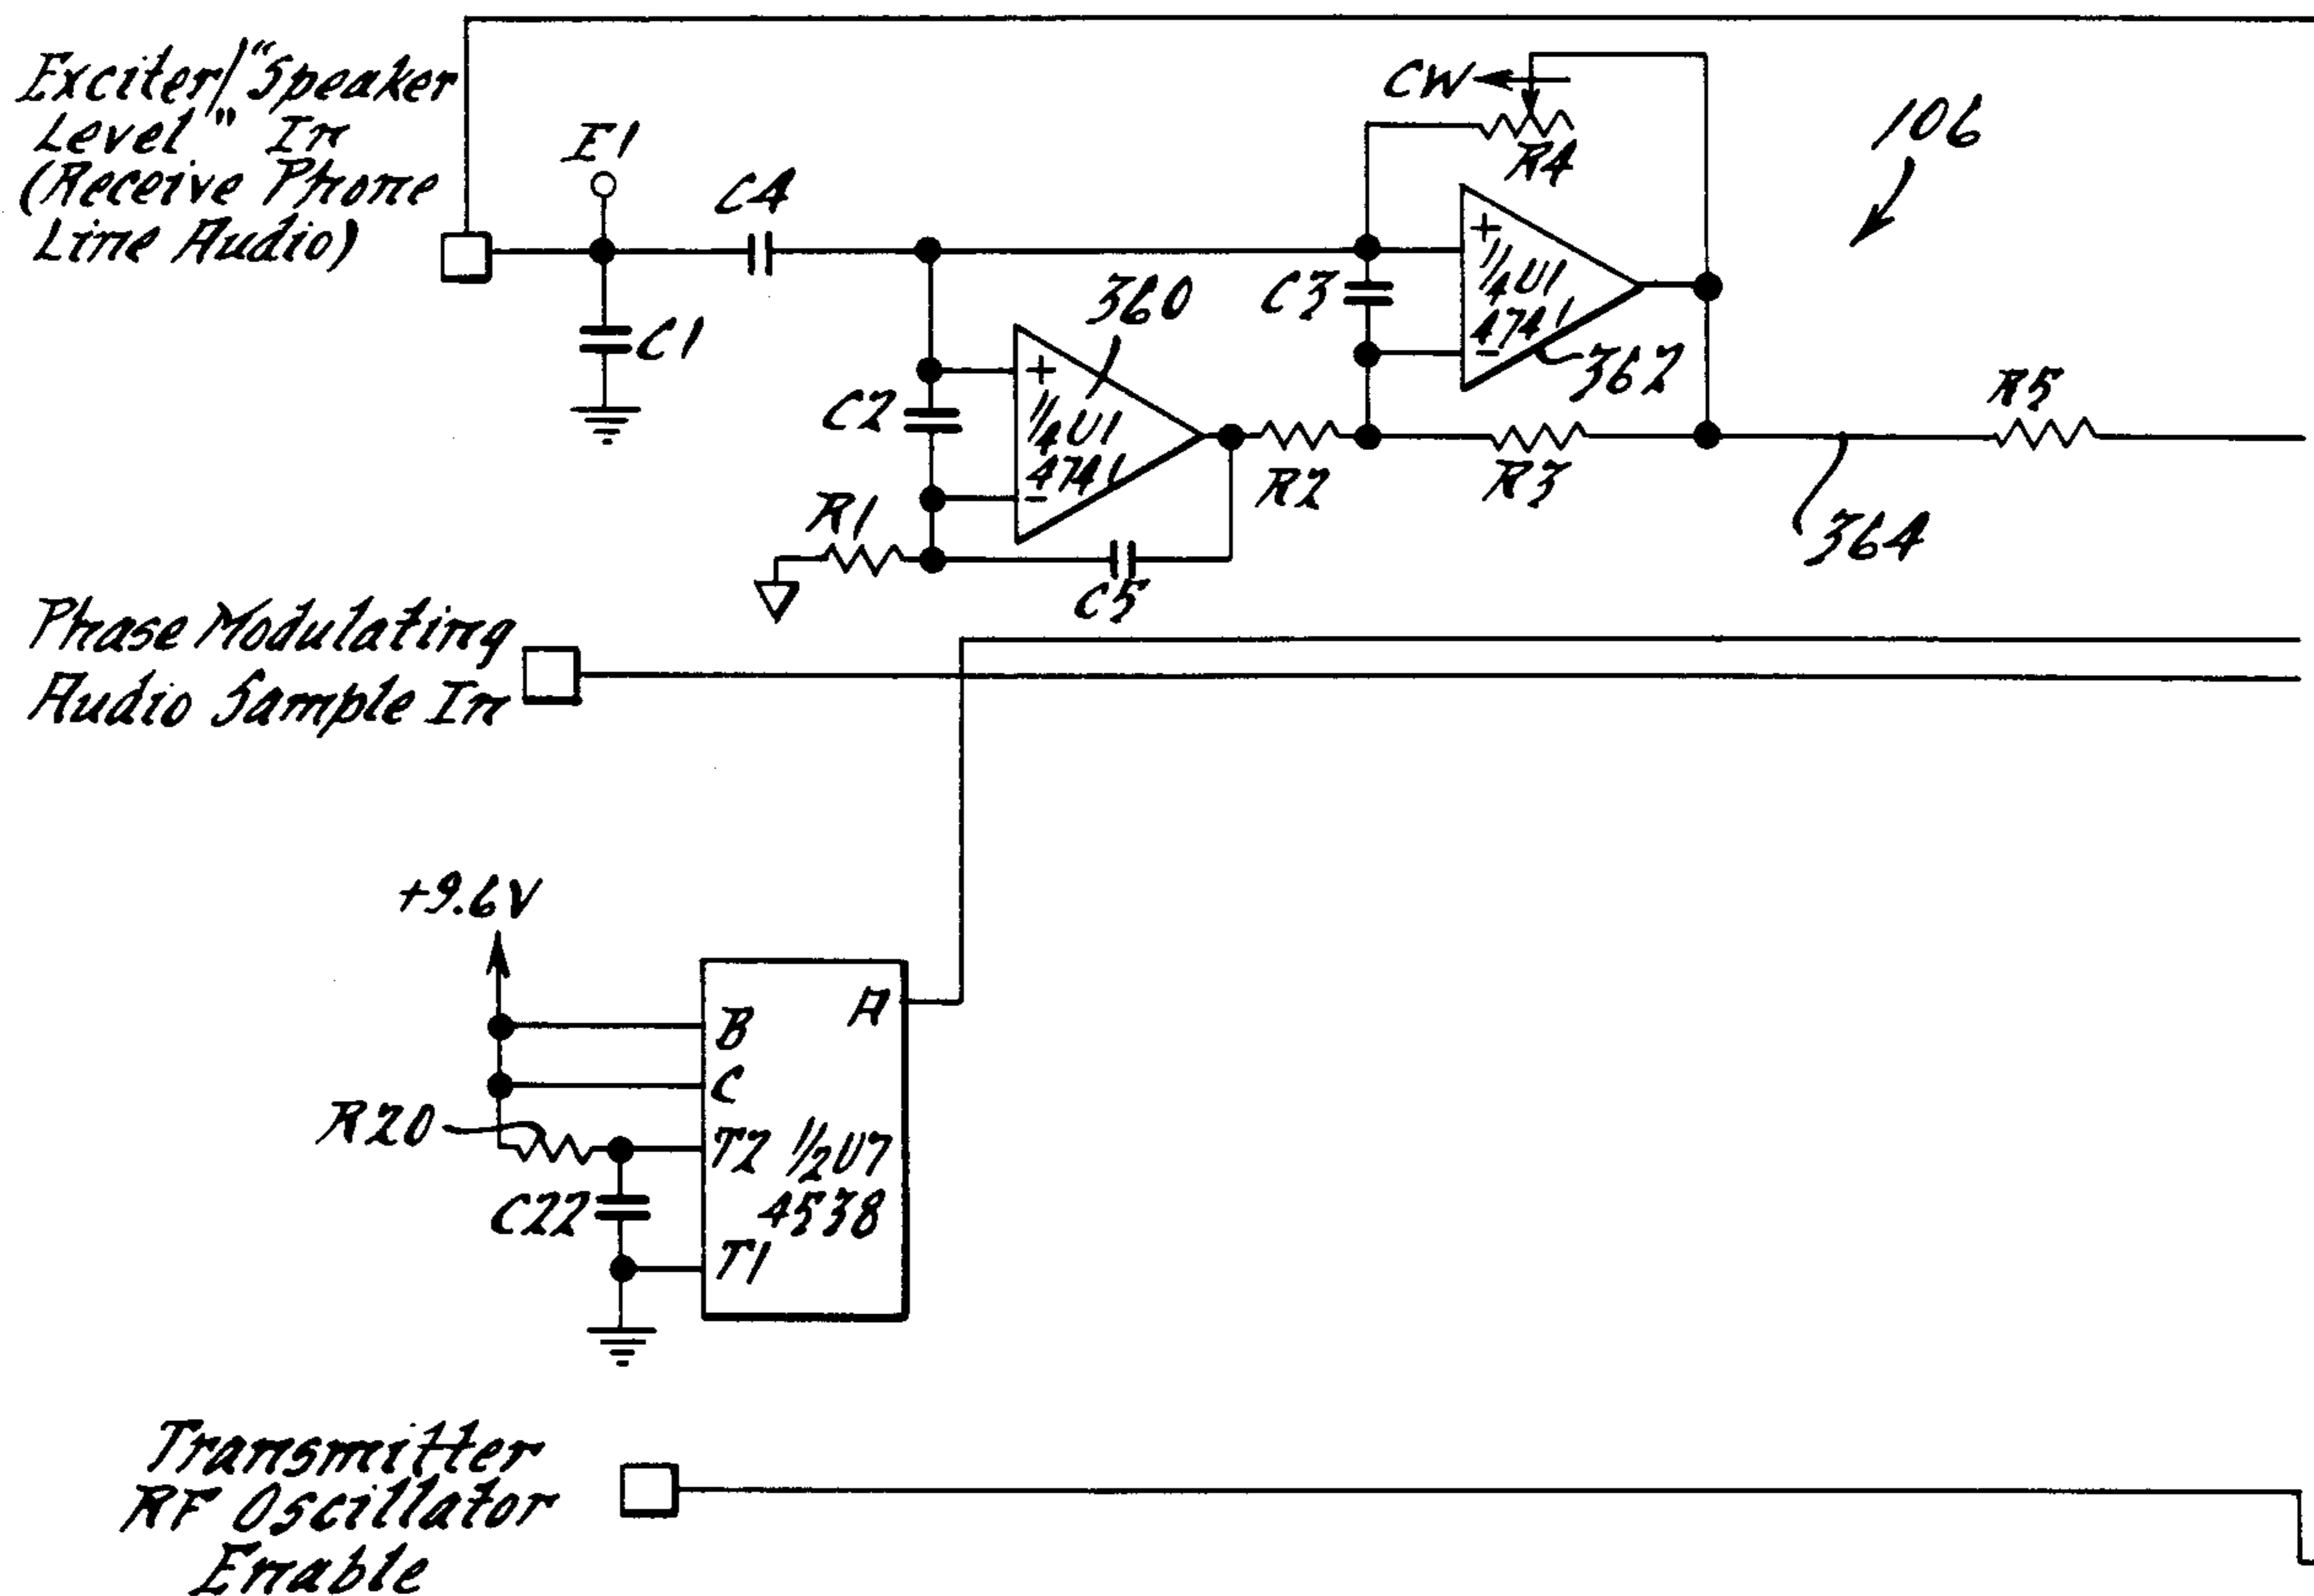 Exciter/"Speaker
Level" In
(Receive Phone
Line Audio)
E1
C4
CW
R4
106
C1
C2
360
+
1/4U1
4741
-
C3
+
1/4U1
4741
-
362
R1
C5
R2
R3
R5
364
Phase Modulating
Audio Sample In
+9.6V
B
A
C
R20
T2
1/2U7
4538
C22
T1
Transmitter
RF Oscillator
Enable